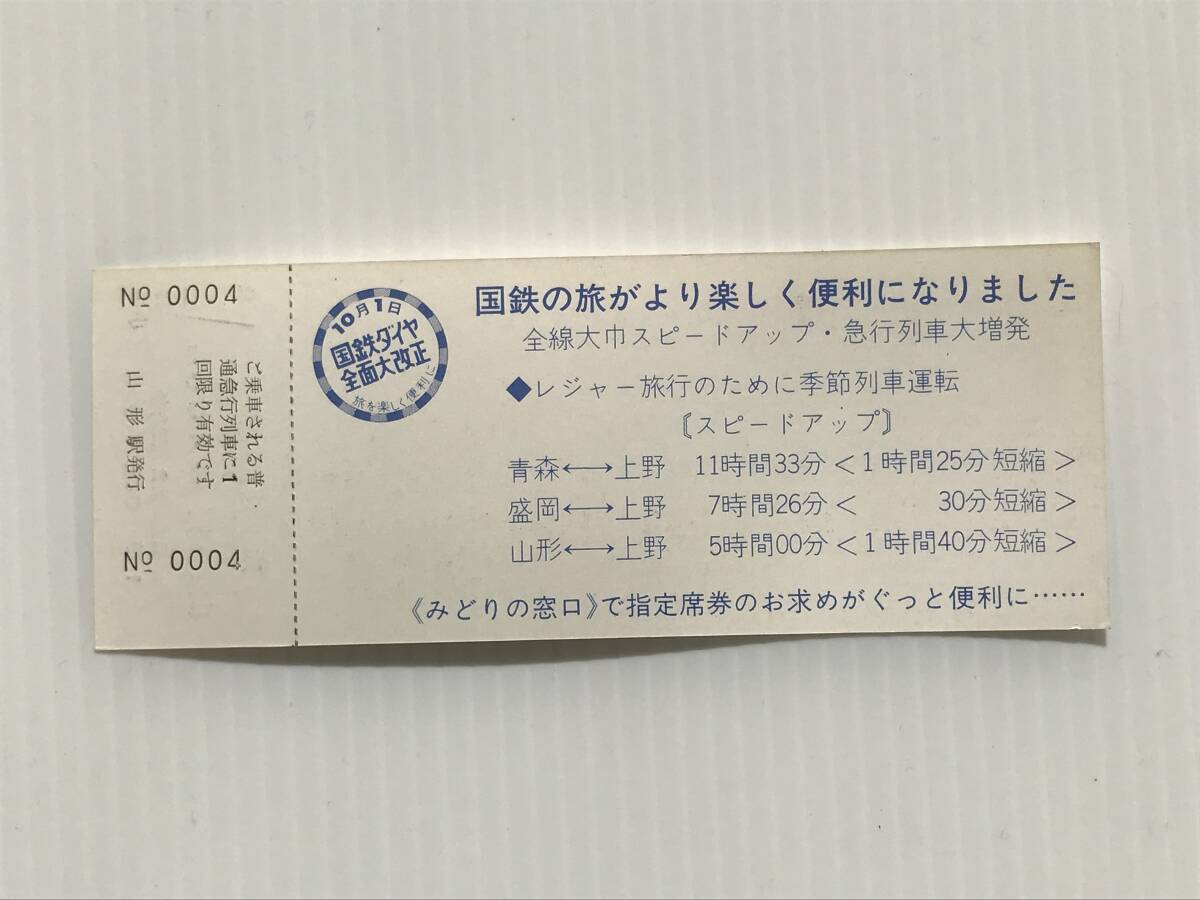 No 0004
ご乗車される普
通急行列車に1
回限り有効です
山形駅発行
No 0004
10月1日
国鉄ダイヤ
全面大改正
旅を楽しく便利に
国鉄の旅がより楽しく便利になりました
全線大巾スピードアップ・急行列車大増発
◆レジャー旅行のために季節列車運転
〔スピードアップ〕
青森←→上野 11時間33分<1時間25分短縮>
盛岡←→上野 7時間26分< 30分短縮>
山形←→上野 5時間00分<1時間40分短縮>
《みどりの窓口》で指定席券のお求めがぐっと便利に……